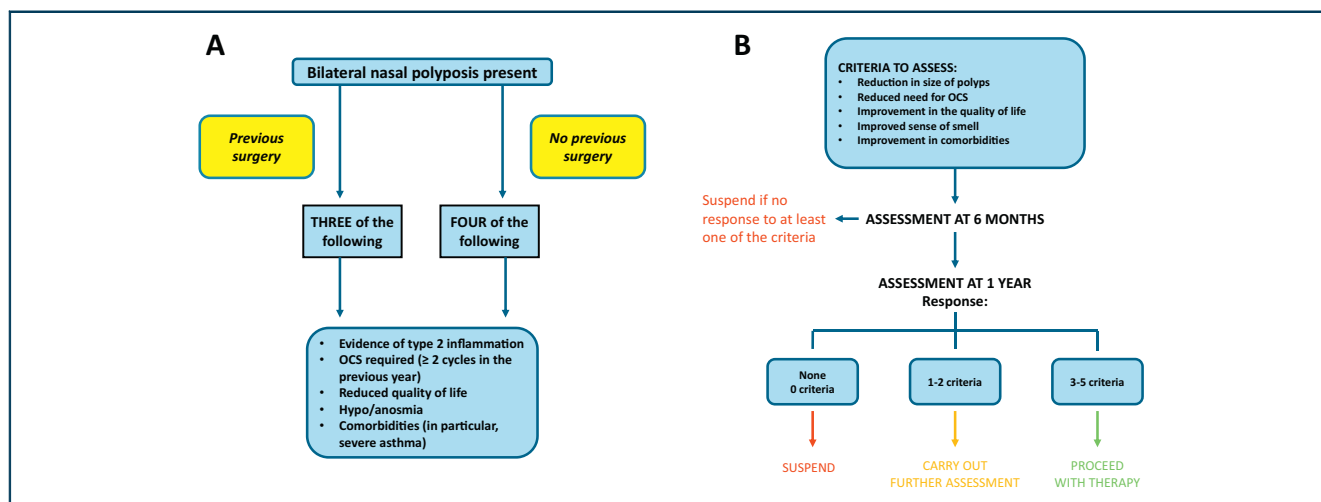 A
Bilateral nasal polyposis present
Previous
surgery
No previous
surgery
THREE of the
following
FOUR of the
following
• Evidence of type 2 inflammation
• OCS required (≥ 2 cycles in the
previous year)
• Reduced quality of life
• Hypo/anosmia
• Comorbidities (in particular,
severe asthma)
B
CRITERIA TO ASSESS:
• Reduction in size of polyps
• Reduced need for OCS
• Improvement in the quality of life
• Improved sense of smell
• Improvement in comorbidities
Suspend if no
response to at least
one of the criteria
ASSESSMENT AT 6 MONTHS
ASSESSMENT AT 1 YEAR
Response:
None
0 criteria
1-2 criteria
3-5 criteria
SUSPEND
CARRY OUT
FURTHER ASSESSMENT
PROCEED
WITH THERAPY